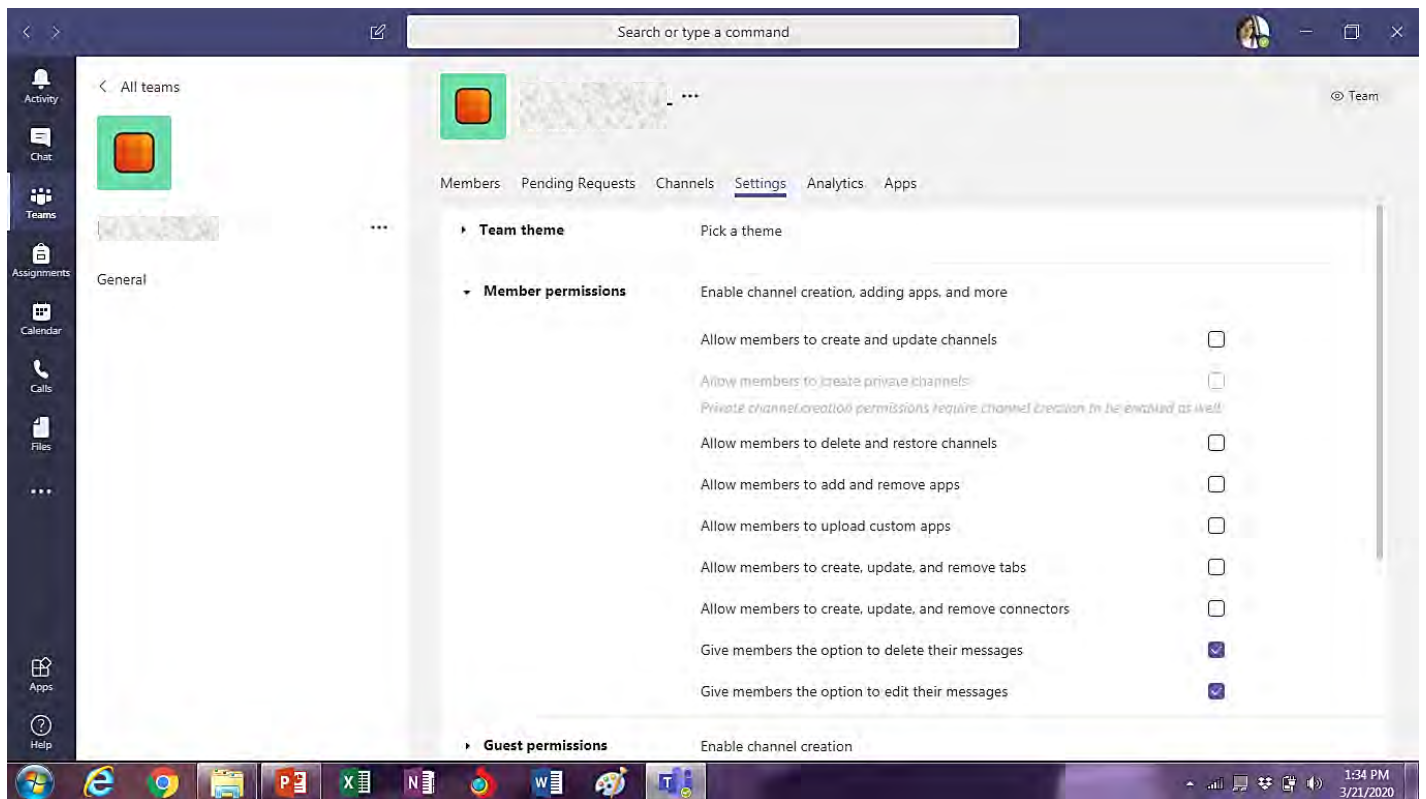 Search or type a command
Activity
Chat
Teams
Assignments
Calendar
Calls
Files
Apps
Help
All teams
General
Team
Members Pending Requests Channels Settings Analytics Apps
Team theme Pick a theme
Member permissions Enable channel creation, adding apps, and more
Allow members to create and update channels
Allow members to create private channels
Private channel creation permissions require channel creation to be enabled as well
Allow members to delete and restore channels
Allow members to add and remove apps
Allow members to upload custom apps
Allow members to create, update, and remove tabs
Allow members to create, update, and remove connectors
Give members the option to delete their messages
Give members the option to edit their messages
Guest permissions Enable channel creation
1:34 PM
3/21/2020